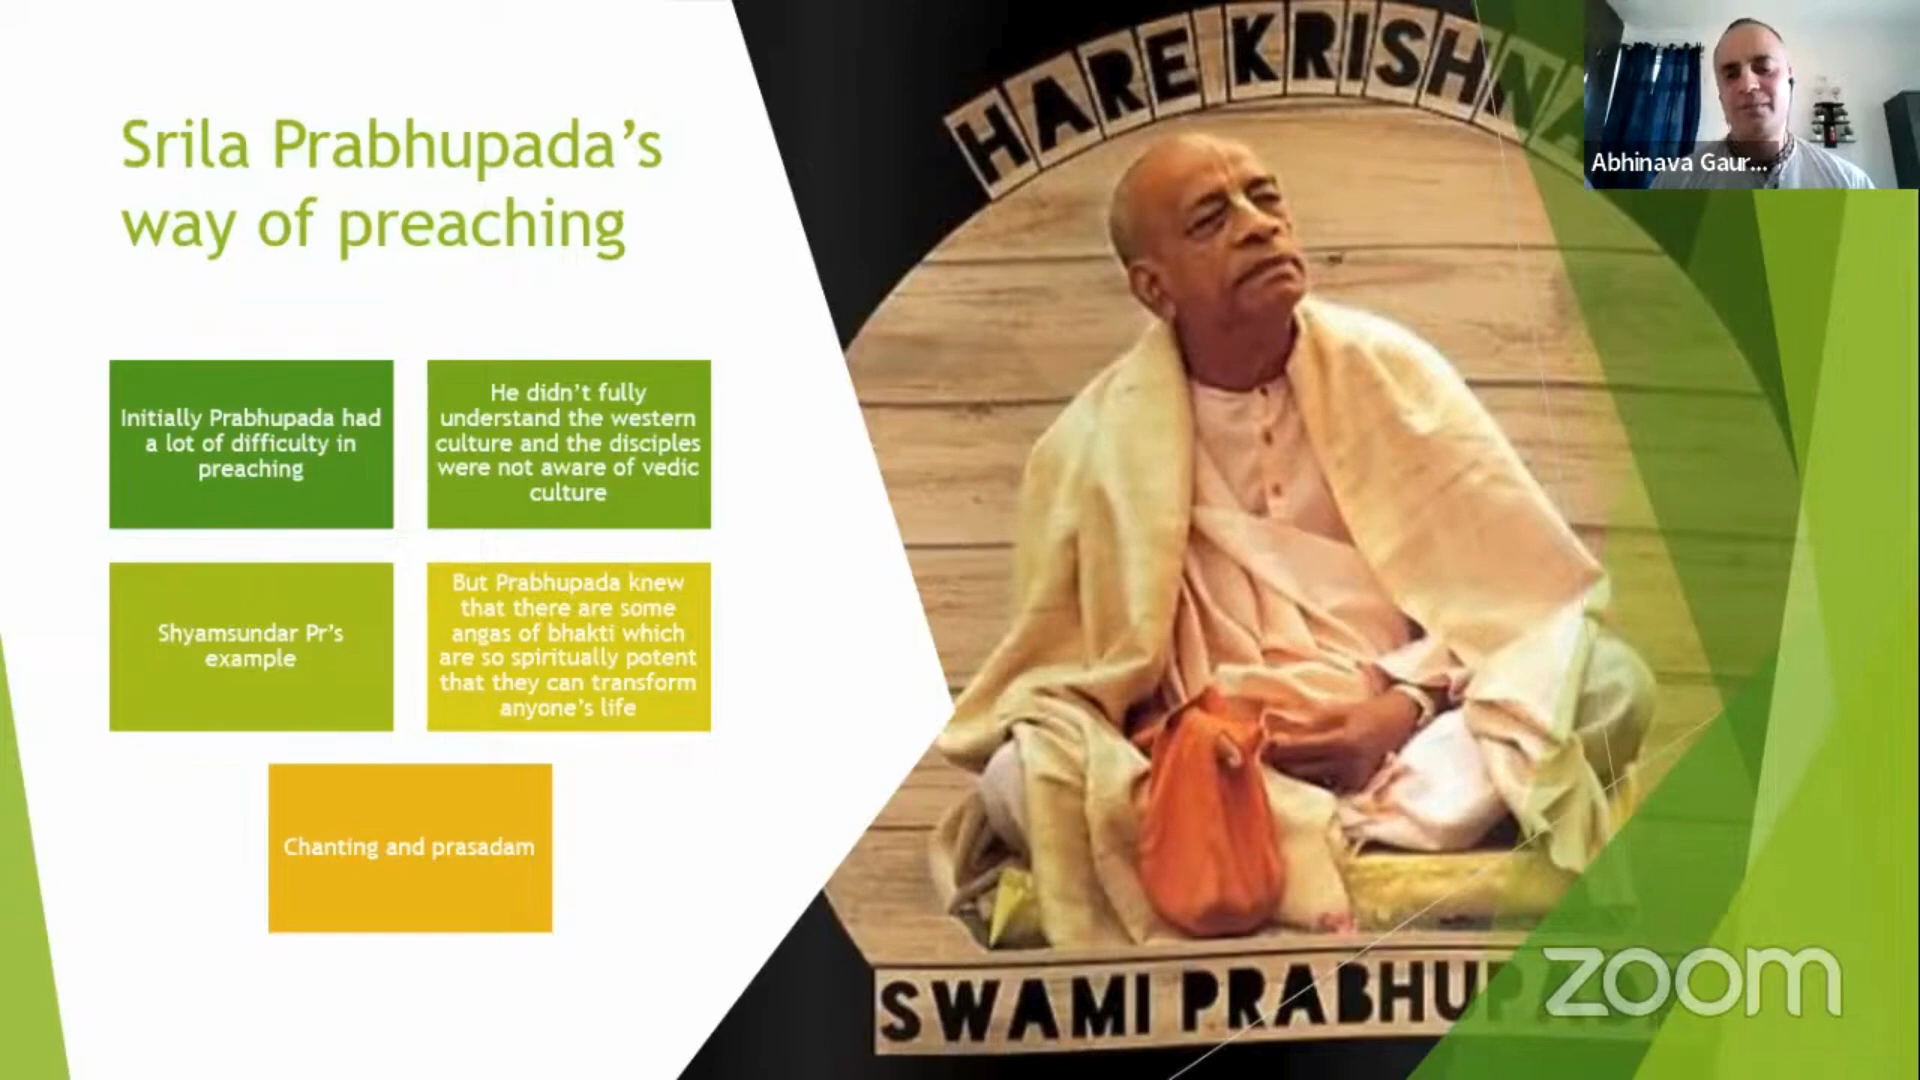 Srila Prabhupada’s
way of preaching
Initially Prabhupada had
a lot of difficulty in
preaching
He didn’t fully
understand the western
culture and the disciples
were not aware of vedic
culture
Shyamsundar Pr’s
example
But Prabhupada knew
that there are some
angas of bhakti which
are so spiritually potent
that they can transform
anyone’s life
Chanting and prasadam
HARE KRISHNA
SWAMI PRABHUPADA
Abhinava Gaur...
zoom